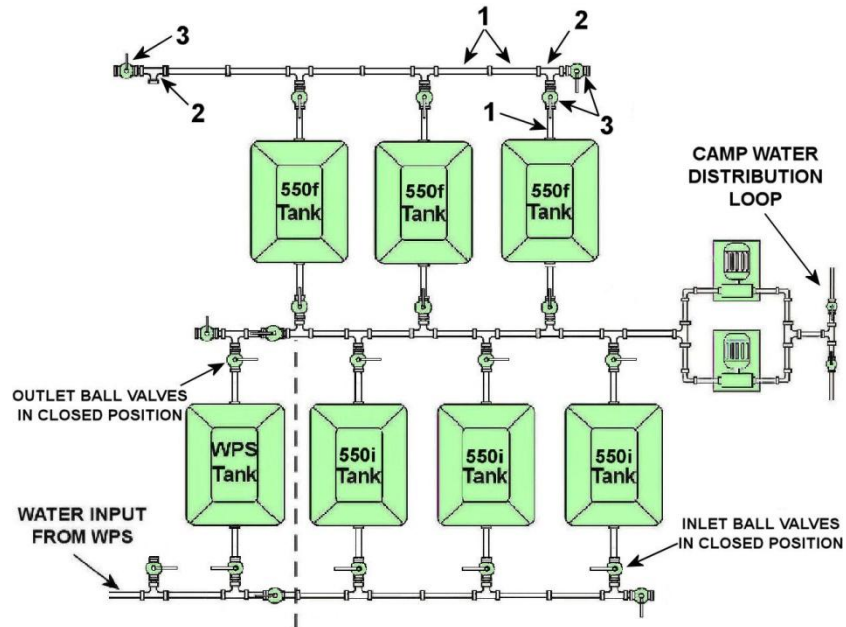 1
2
3
2
1
3
550f
Tank
550f
Tank
550f
Tank
CAMP WATER
DISTRIBUTION
LOOP
OUTLET BALL VALVES
IN CLOSED POSITION
WPS
Tank
550i
Tank
550i
Tank
550i
Tank
WATER INPUT
FROM WPS
INLET BALL VALVES
IN CLOSED POSITION